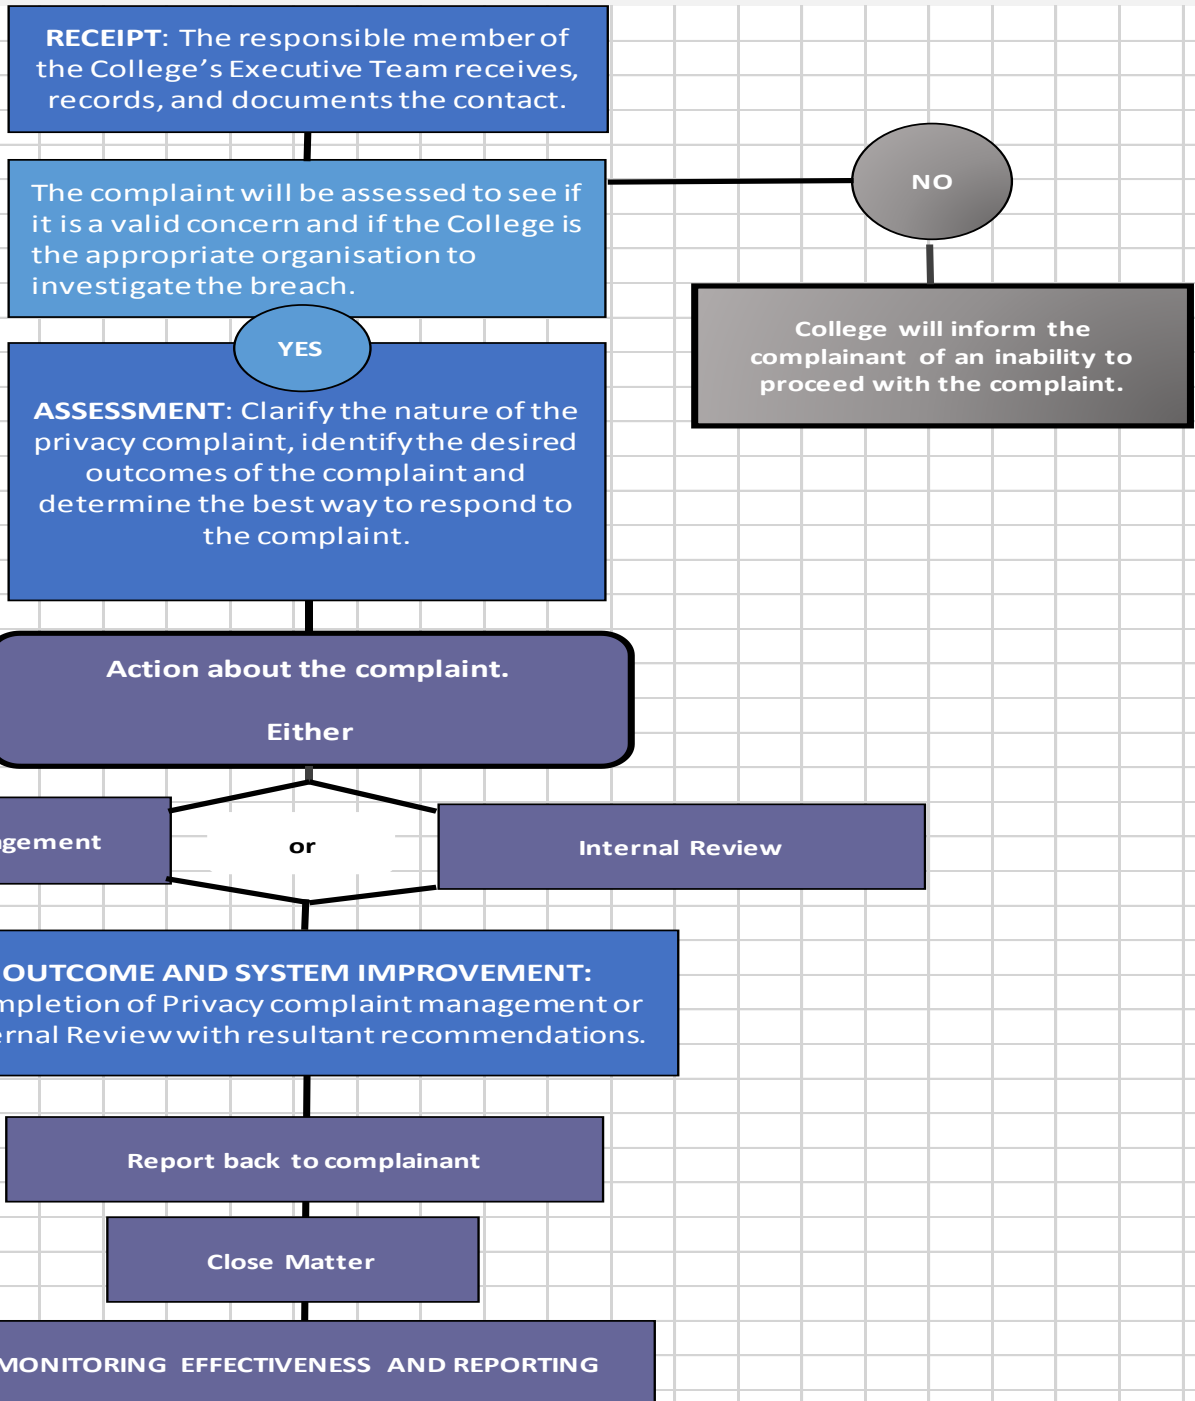 RECEIPT: The responsible member of
the College’s Executive Team receives,
records, and documents the contact.
The complaint will be assessed to see if
it is a valid concern and if the College is
the appropriate organisation to
investigate the breach.
NO
College will inform the
complainant of an inability to
proceed with the complaint.
YES
ASSESSMENT: Clarify the nature of the
privacy complaint, identify the desired
outcomes of the complaint and
determine the best way to respond to
the complaint.
Action about the complaint.
Either
or
Internal Review
OUTCOME AND SYSTEM IMPROVEMENT:
of Privacy complaint management or
Review with resultant recommendations.
Report back to complainant
Close Matter
MONITORING EFFECTIVENESS AND REPORTING